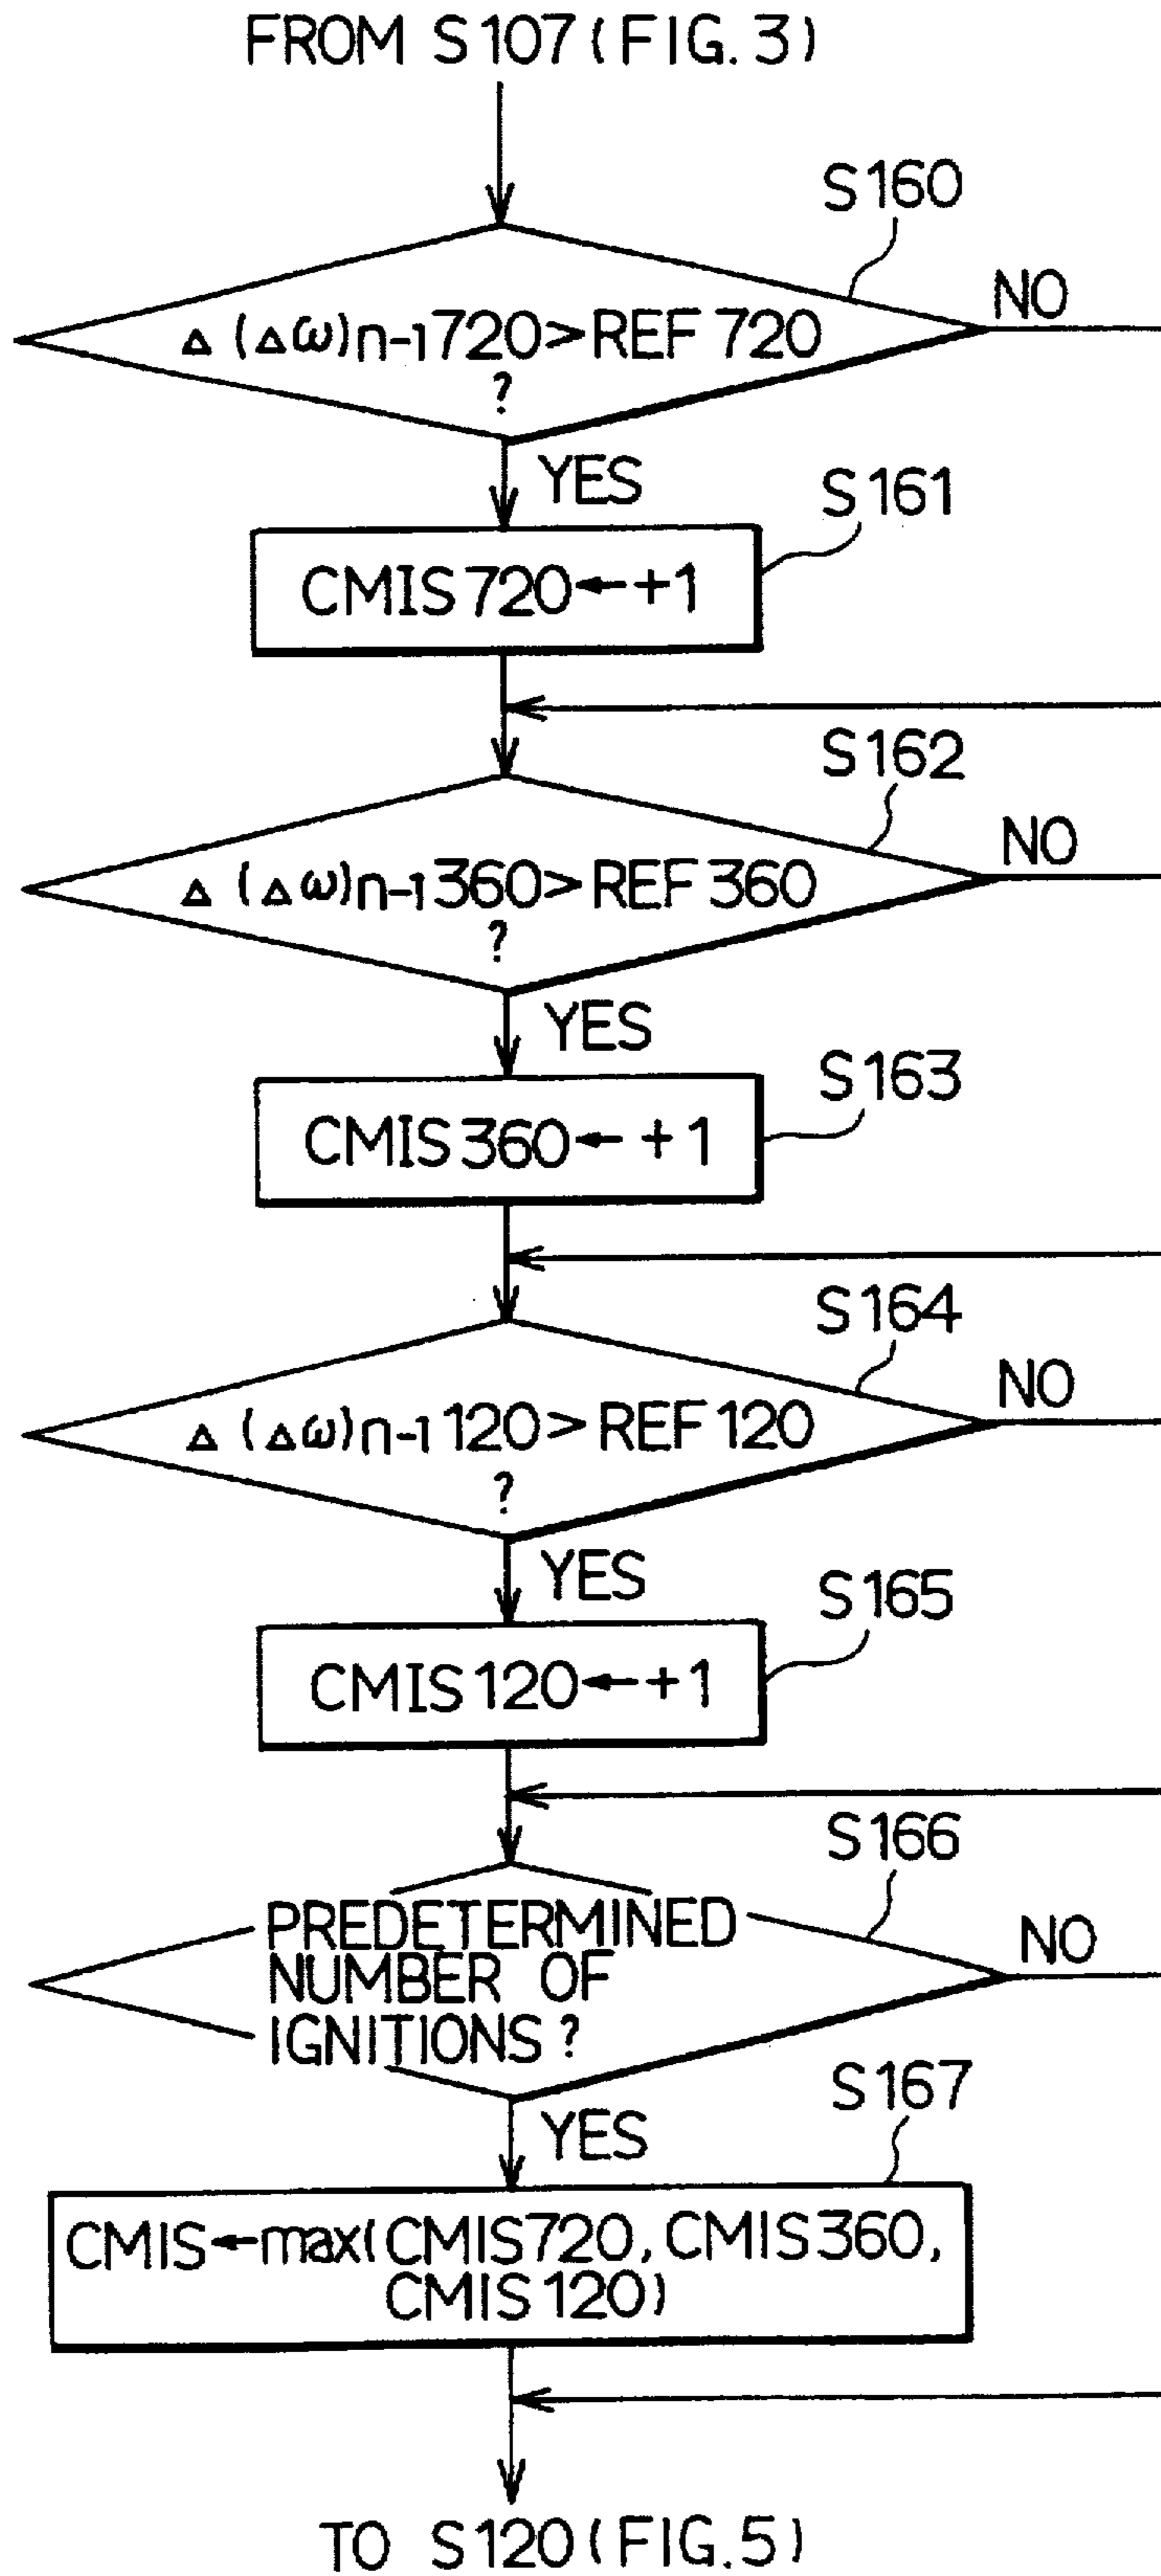 FROM S107 (FIG. 3)
S160
NO
Δ (Δω)n-1 720 > REF 720
?
YES
S161
CMIS 720 ← +1
S162
NO
Δ (Δω)n-1 360 > REF 360
?
YES
S163
CMIS 360 ← +1
S164
NO
Δ (Δω)n-1 120 > REF 120
?
YES
S165
CMIS 120 ← +1
S166
NO
PREDETERMINED
NUMBER OF
IGNITIONS ?
YES
S167
CMIS ← max(CMIS 720, CMIS 360,
CMIS 120)
TO S120 (FIG. 5)